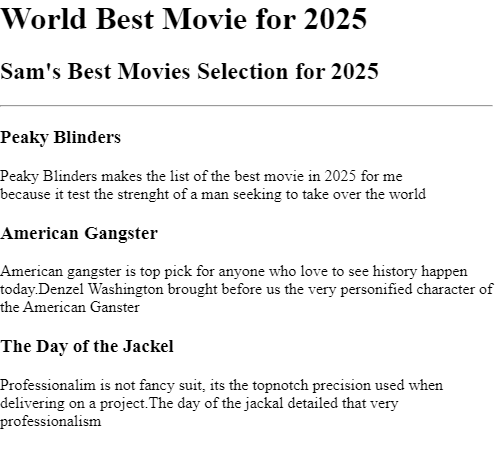 World Best Movie for 2025
Sam's Best Movies Selection for 2025
Peaky Blinders
Peaky Blinders makes the list of the best movie in 2025 for me
because it test the strenght of a man seeking to take over the world
American Gangster
American gangster is top pick for anyone who love to see history happen
today.Denzel Washington brought before us the very personified character of
the American Ganster
The Day of the Jackel
Professionalim is not fancy suit, its the topnotch precision used when
delivering on a project.The day of the jackal detailed that very
professionalism